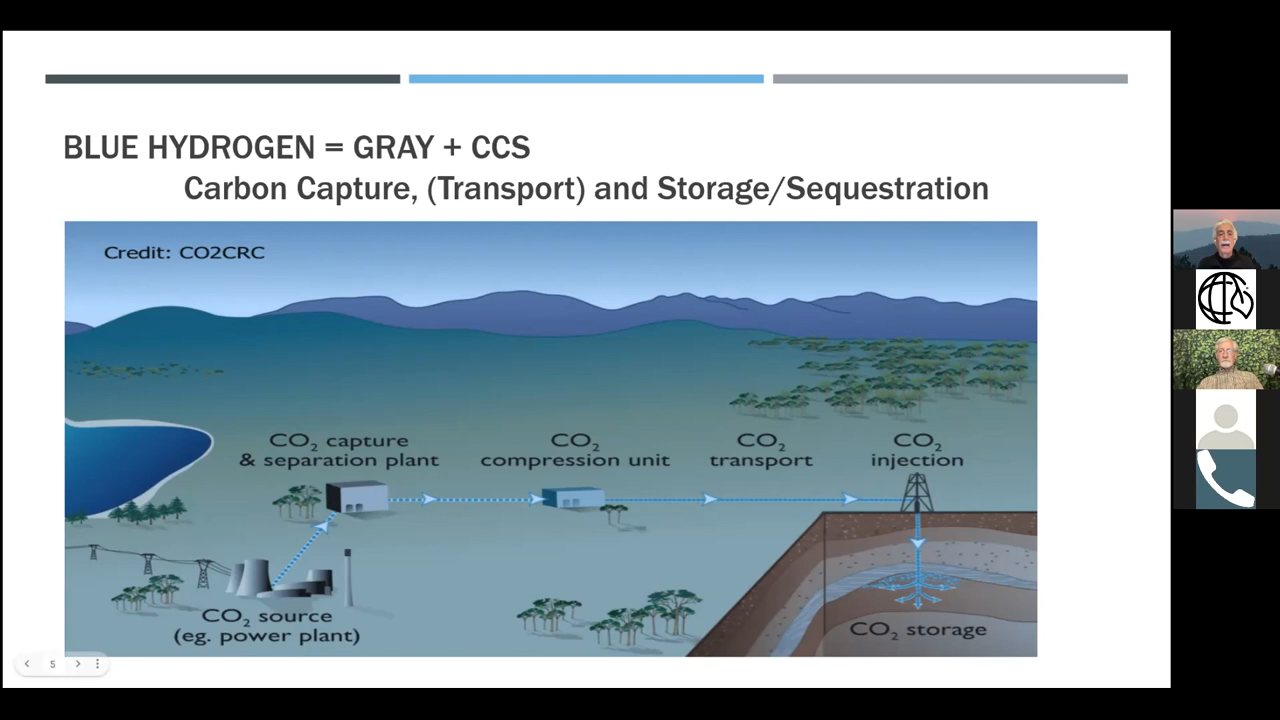 BLUE HYDROGEN = GRAY + CCS
Carbon Capture, (Transport) and Storage/Sequestration
Credit: CO2CRC
CO₂ capture
& separation plant
CO₂
compression unit
CO₂
transport
CO₂
injection
CO₂ source
(eg. power plant)
CO₂ storage
5